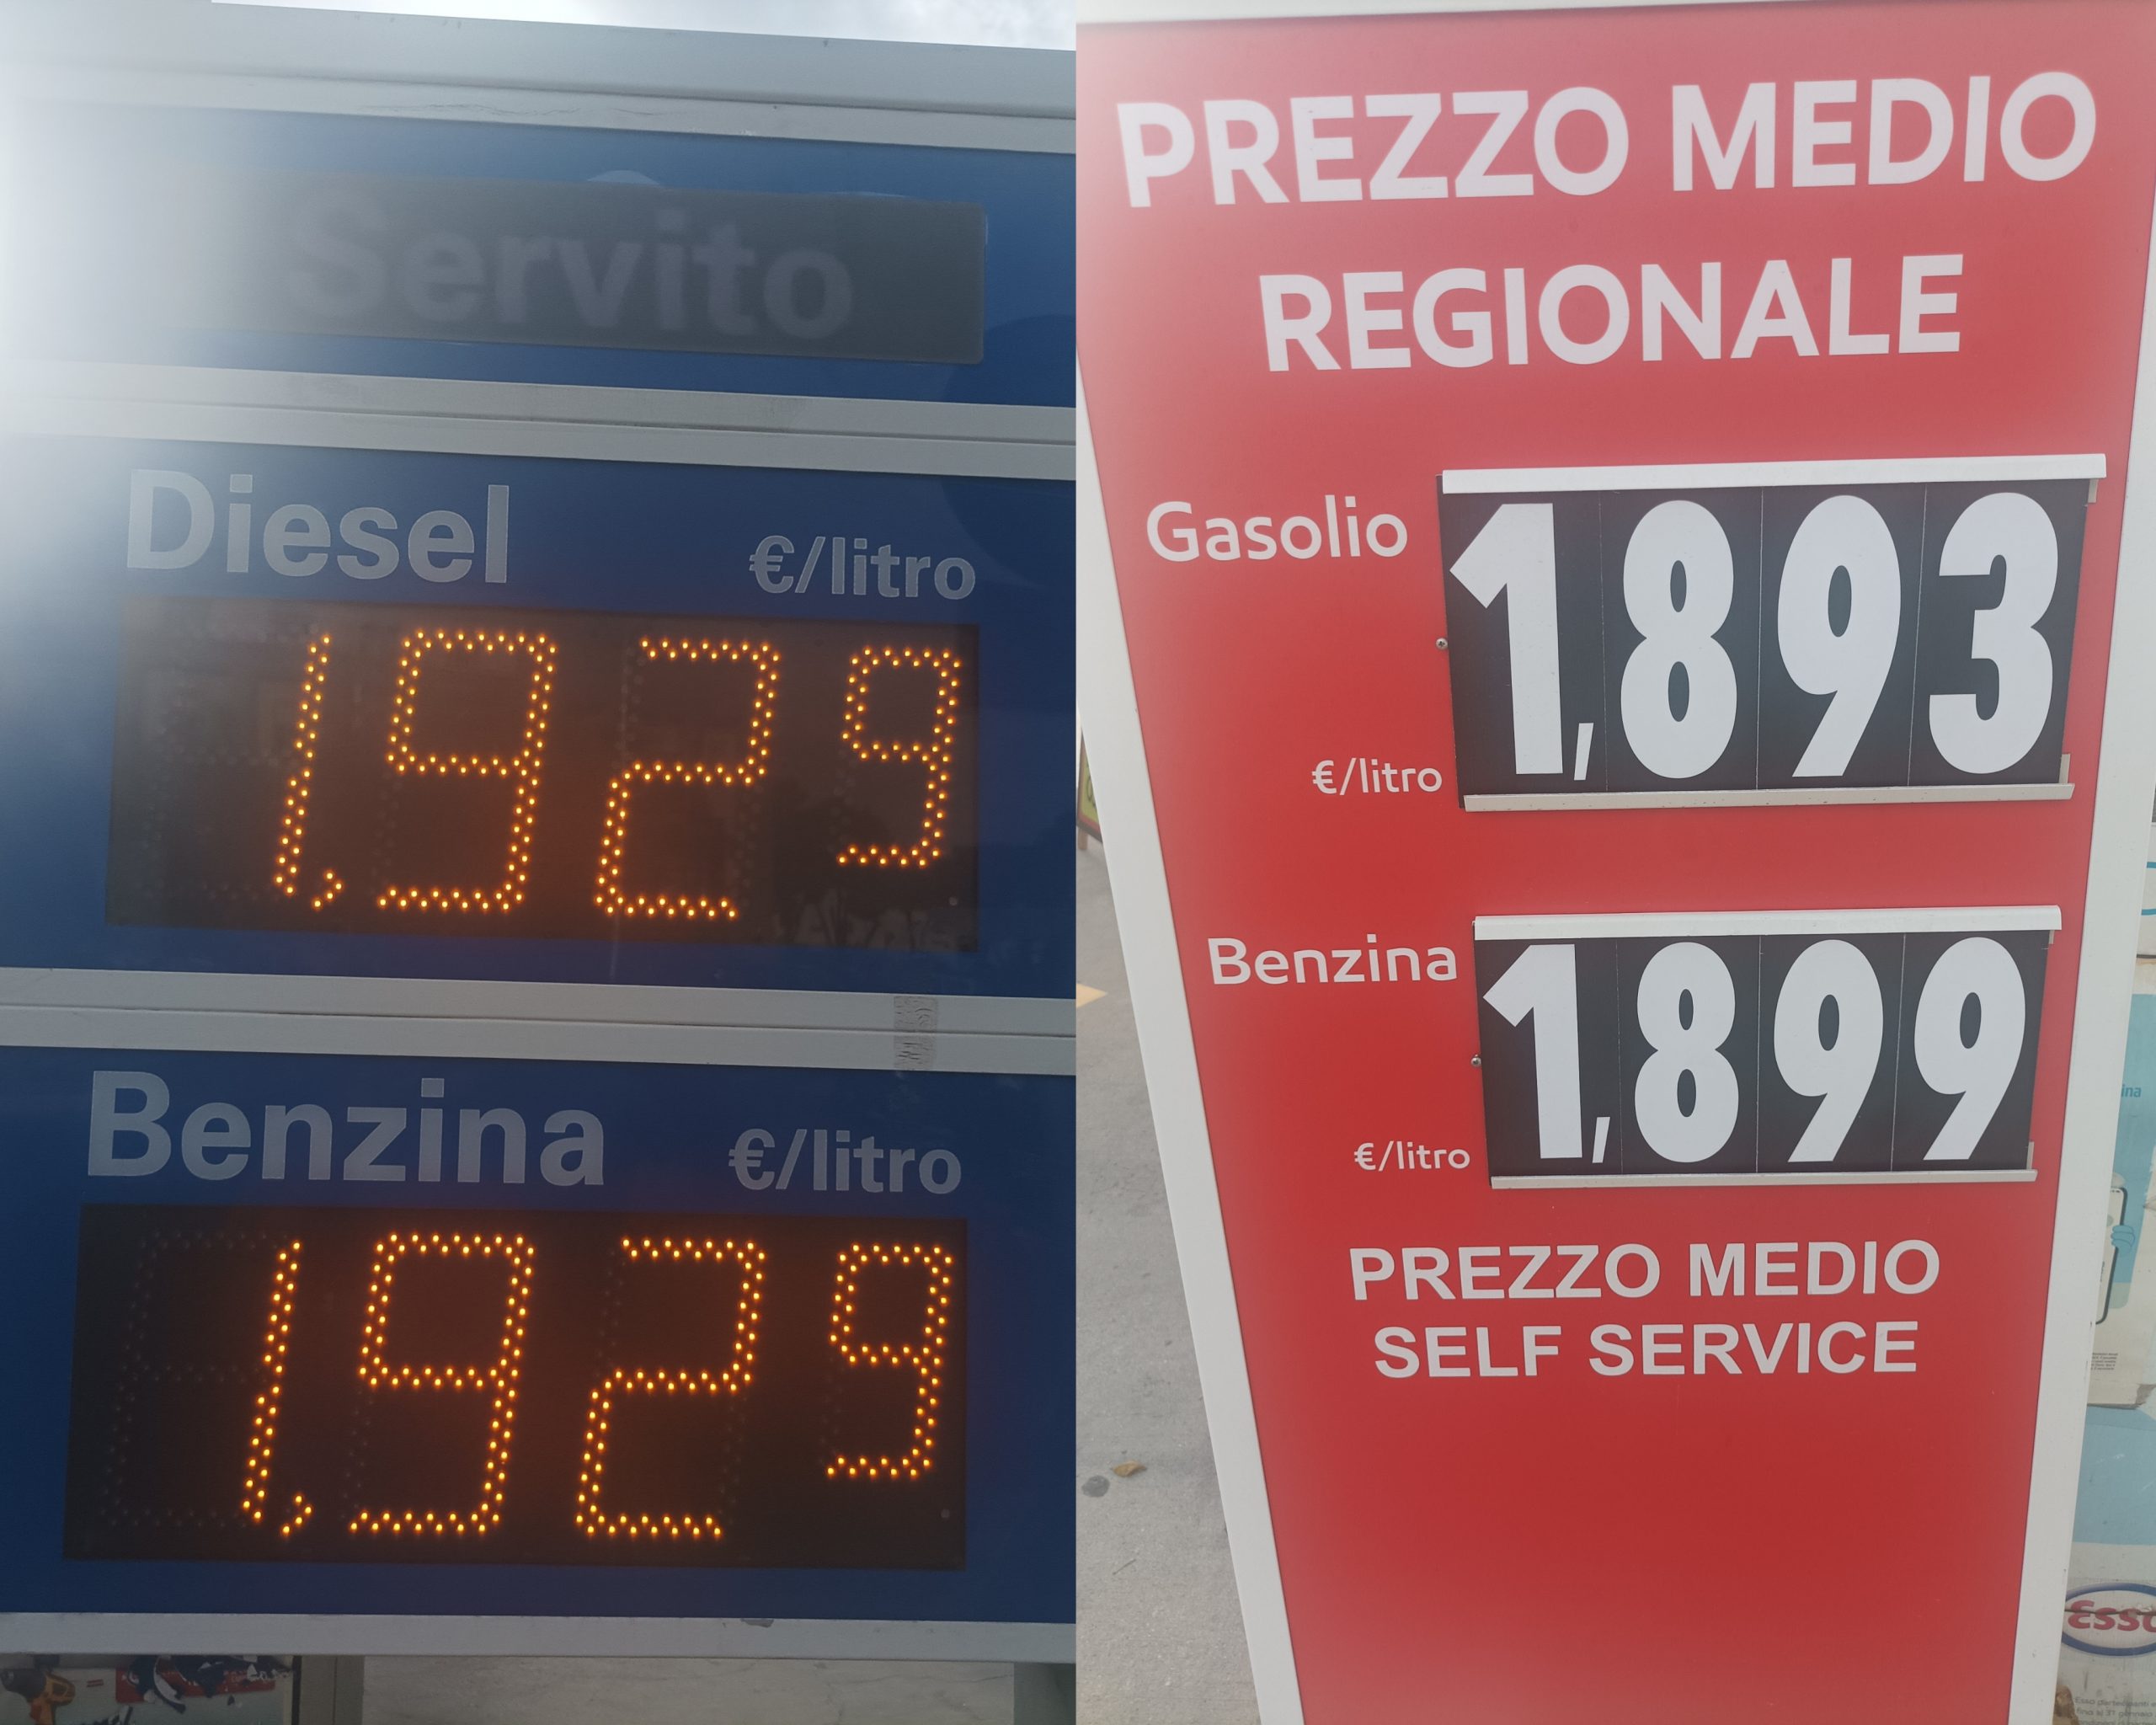 Servito
Diesel
€/litro
1,929
Benzina
€/litro
1,929
PREZZO MEDIO
REGIONALE
Gasolio
1,893
€/litro
Benzina
1,899
€/litro
PREZZO MEDIO
SELF SERVICE
Esso